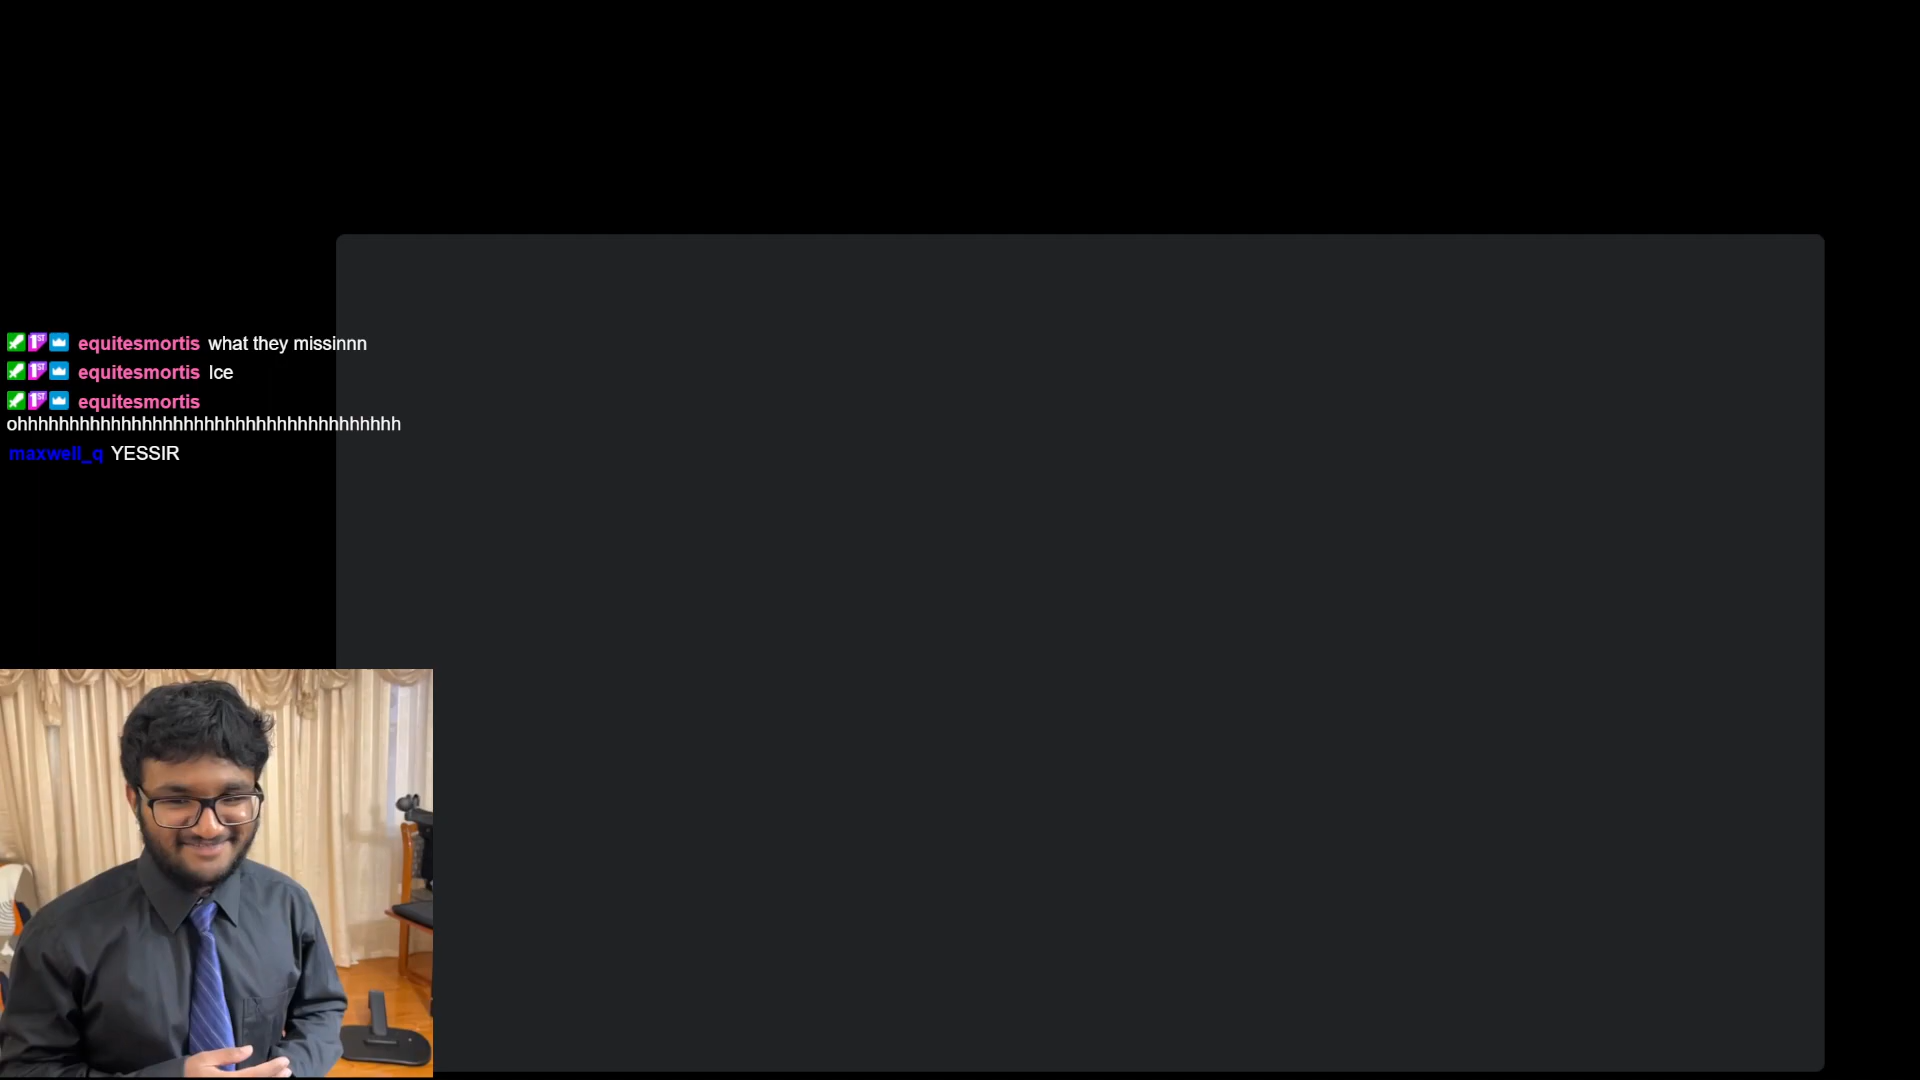 equitesmortis what they missinnn
equitesmortis Ice
equitesmortis
ohhhhhhhhhhhhhhhhhhhhhhhhhhhhhhhhhhhhh
maxwell_q YESSIR